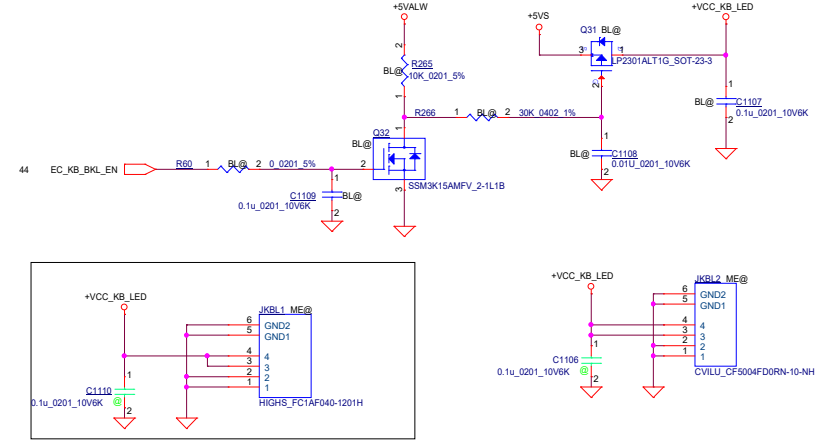 +5VALW
+5VS
+VCC_KB_LED
Q31 BL@
3
1
LP2301ALT1G_SOT-23-3
2
2
BL@
R265
10K_0201_5%
1
R266
1
BL@
2
30K_0402_1%
1
BL@
C1107
0.1u_0201_10V6K
2
Q32
1
BL@
2
SSM3K15AMFV_2-1L1B
3
1
BL@
C1108
0.01U_0201_10V6K
2
44
EC_KB_BKL_EN
R60
1
BL@
2
0_0201_5%
1
C1109
BL@
0.1u_0201_10V6K
2
+VCC_KB_LED
JKBL1 ME@
6
GND2
5
GND1
4
4
3
3
2
2
1
1
HIGHS_FC1AF040-1201H
1
C1110
0.1u_0201_10V6K
@
2
+VCC_KB_LED
JKBL2 ME@
6
GND2
5
GND1
4
4
3
3
2
2
1
1
CVILU_CF5004FD0RN-10-NH
1
C1106
0.1u_0201_10V6K
@
2